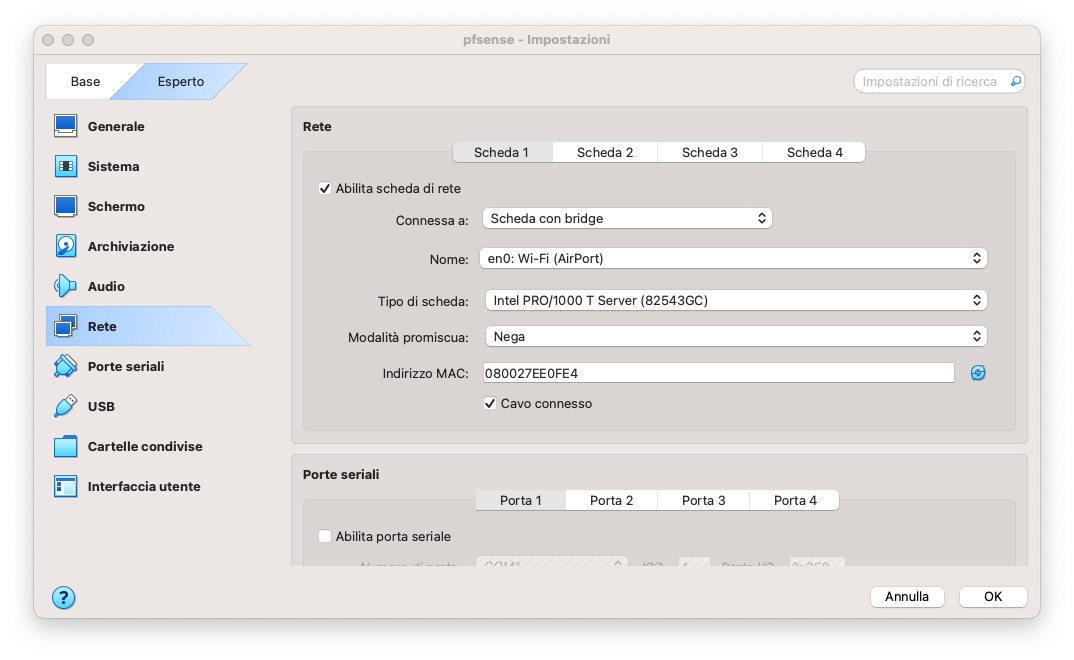 pfsense - Impostazioni
Base
Esperto
Impostazioni di ricerca
Generale
Sistema
Schermo
Archiviazione
Audio
Rete
Porte seriali
USB
Cartelle condivise
Interfaccia utente
Rete
Scheda 1 Scheda 2 Scheda 3 Scheda 4
Abilita scheda di rete
Connessa a: Scheda con bridge
Nome: en0: Wi-Fi (AirPort)
Tipo di scheda: Intel PRO/1000 T Server (82543GC)
Modalità promiscua: Nega
Indirizzo MAC: 080027EE0FE4
Cavo connesso
Porte seriali
Porta 1 Porta 2 Porta 3 Porta 4
Abilita porta seriale
?
Annulla OK